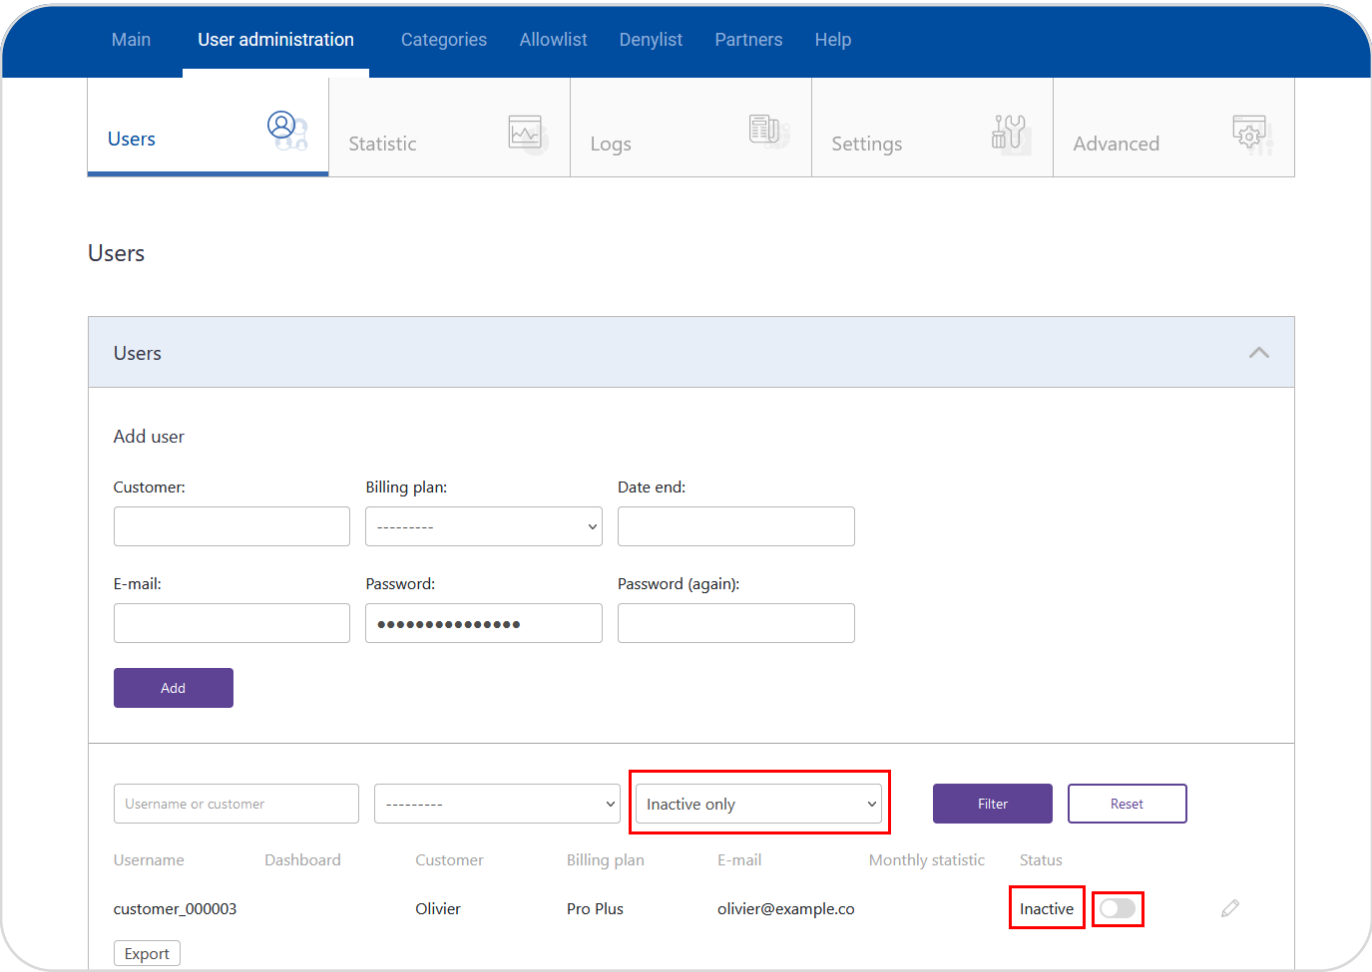 Main User administration Categories Allowlist Denylist Partners Help
Users Statistic Logs Settings Advanced
Users
Users
Add user
Customer: Billing plan: Date end:
---------
E-mail: Password: Password (again):
●●●●●●●●●●●●●●●
Add
Username or customer --------- Inactive only Filter Reset
Username Dashboard Customer Billing plan E-mail Monthly statistic Status
customer_000003 Olivier Pro Plus olivier@example.co Inactive
Export